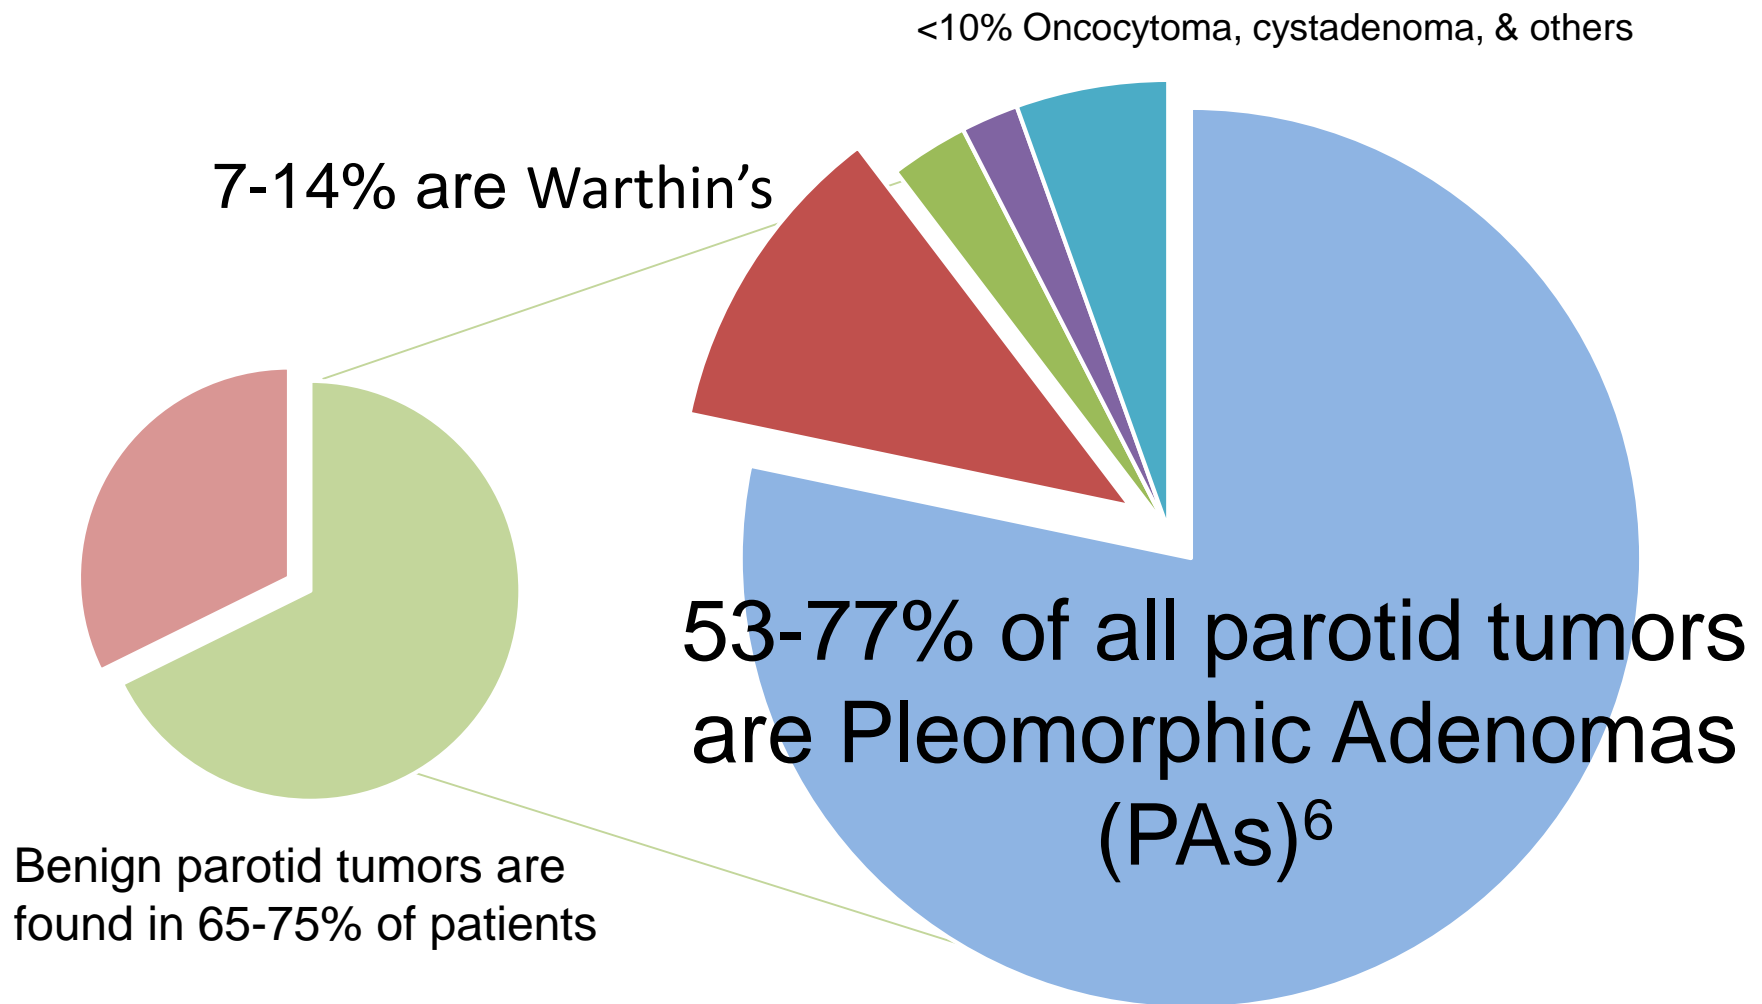 <10% Oncocytoma, cystadenoma, & others
7-14% are Warthin’s
53-77% of all parotid tumors
are Pleomorphic Adenomas
(PAs)⁶
Benign parotid tumors are
found in 65-75% of patients